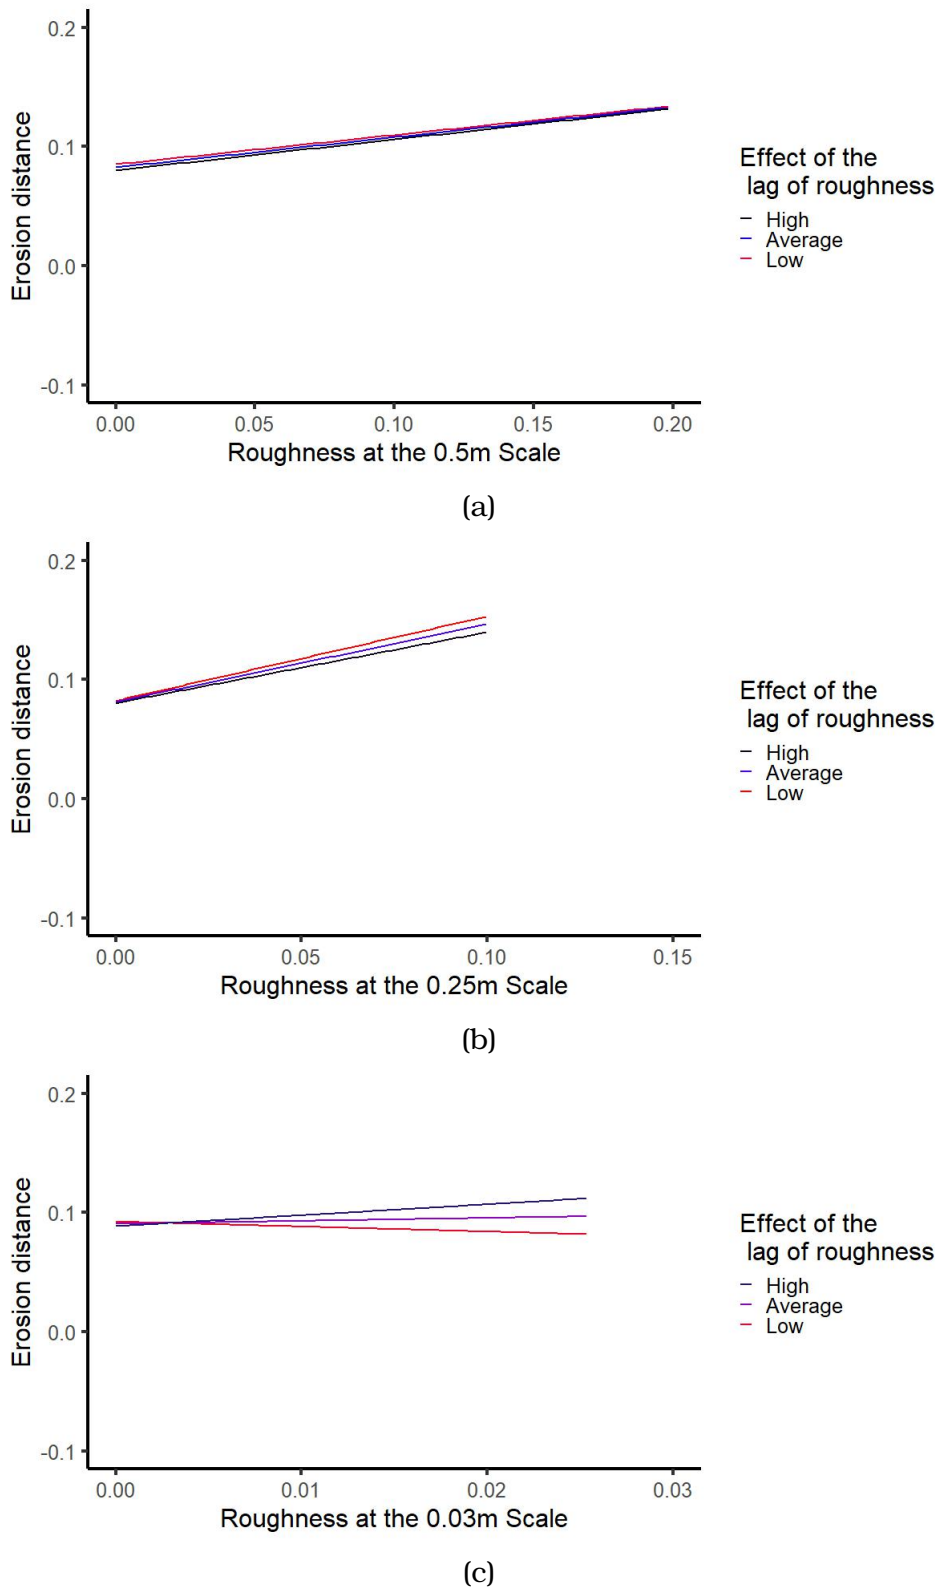 0.2
0.1
0.0
-0.1
Erosion distance
0.00 0.05 0.10 0.15 0.20
Roughness at the 0.5m Scale
Effect of the
lag of roughness
High
Average
Low
(a)
0.2
0.1
0.0
-0.1
Erosion distance
0.00 0.05 0.10 0.15
Roughness at the 0.25m Scale
Effect of the
lag of roughness
High
Average
Low
(b)
0.2
0.1
0.0
-0.1
Erosion distance
0.00 0.01 0.02 0.03
Roughness at the 0.03m Scale
Effect of the
lag of roughness
High
Average
Low
(c)